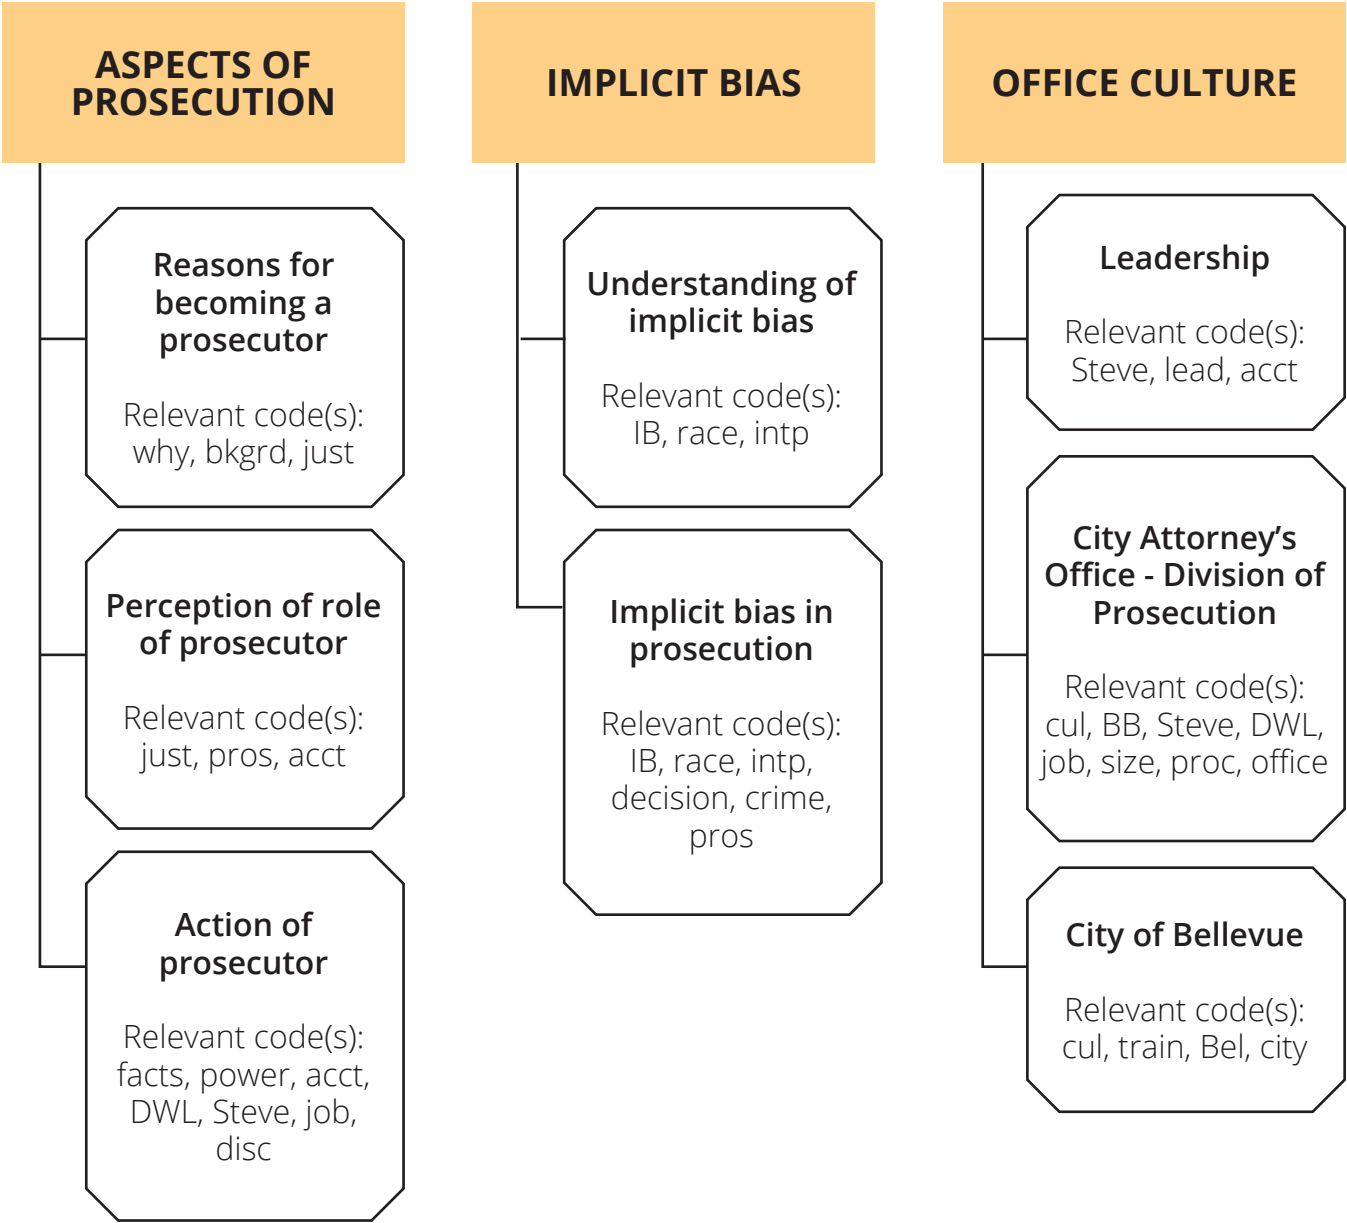 ASPECTS OF
PROSECUTION
Reasons for
becoming a
prosecutor
Relevant code(s):
why, bkgrd, just
Perception of role
of prosecutor
Relevant code(s):
just, pros, acct
Action of
prosecutor
Relevant code(s):
facts, power, acct,
DWL, Steve, job,
disc
IMPLICIT BIAS
Understanding of
implicit bias
Relevant code(s):
IB, race, intp
Implicit bias in
prosecution
Relevant code(s):
IB, race, intp,
decision, crime,
pros
OFFICE CULTURE
Leadership
Relevant code(s):
Steve, lead, acct
City Attorney’s
Office - Division of
Prosecution
Relevant code(s):
cul, BB, Steve, DWL,
job, size, proc, office
City of Bellevue
Relevant code(s):
cul, train, Bel, city